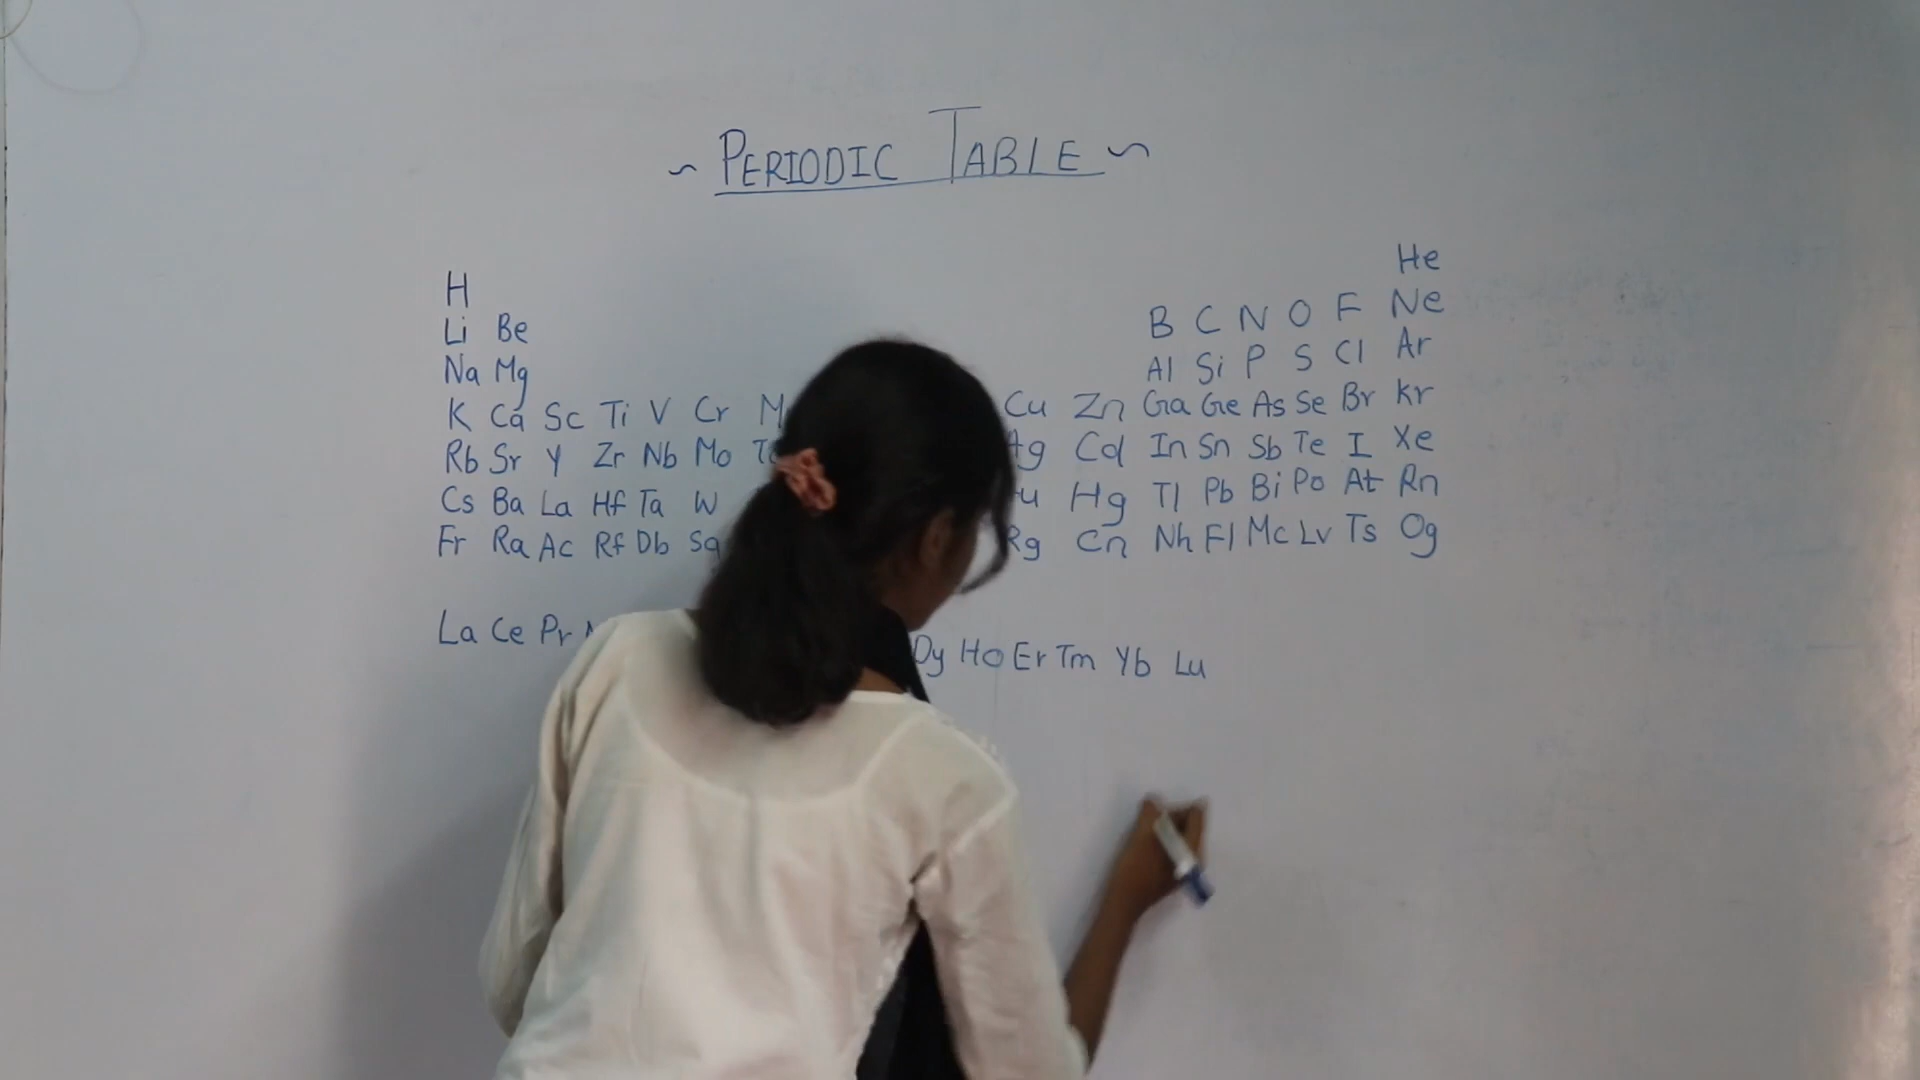 ~ PERIODIC TABLE ~
H He
Li Be B C N O F Ne
Na Mg Al Si P S Cl Ar
K Ca Sc Ti V Cr Cu Zn Ga Ge As Se Br Kr
Rb Sr Y Zr Nb Mo Ag Cd In Sn Sb Te I Xe
Cs Ba La Hf Ta W Hg Tl Pb Bi Po At Rn
Fr Ra Ac Rf Db Sg Rg Cn Nh Fl Mc Lv Ts Og
La Ce Pr Dy Ho Er Tm Yb Lu